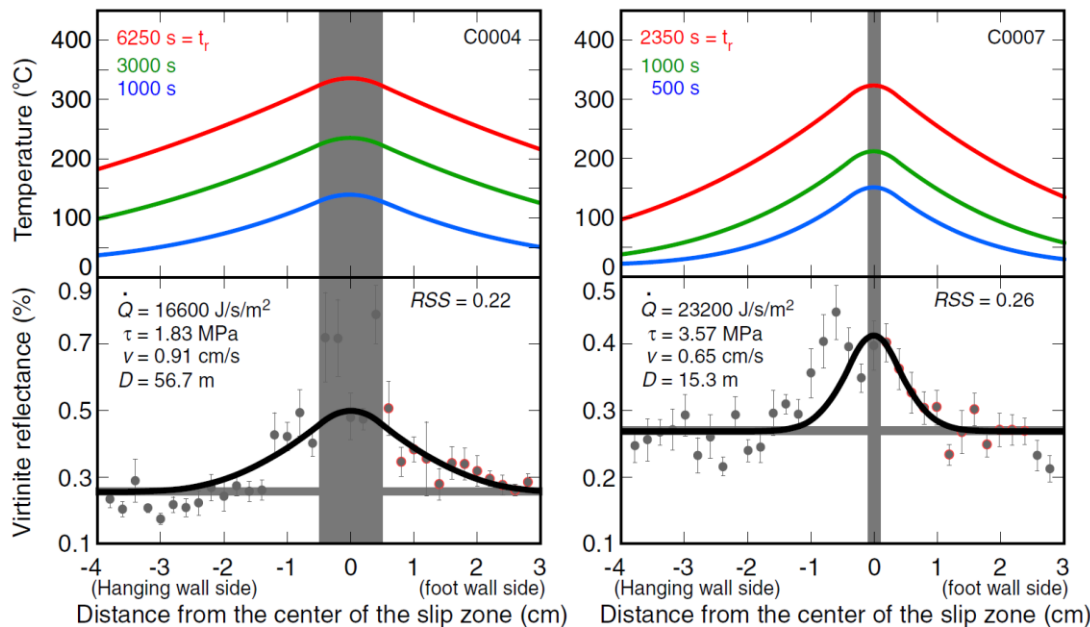 400
300
200
100
0
Temperature (°C)
6250 s = tr
3000 s
1000 s
C0004
400
300
200
100
0
2350 s = tr
1000 s
500 s
C0007
0.9
0.7
0.5
0.3
0.1
Virtinite reflectance (%)
Q̇ = 16600 J/s/m²
τ = 1.83 MPa
v = 0.91 cm/s
D = 56.7 m
RSS = 0.22
-4 -3 -2 -1 0 1 2 3
(Hanging wall side) (foot wall side)
Distance from the center of the slip zone (cm)
0.5
0.4
0.3
0.2
0.1
Q̇ = 23200 J/s/m²
τ = 3.57 MPa
v = 0.65 cm/s
D = 15.3 m
RSS = 0.26
-4 -3 -2 -1 0 1 2 3
(Hanging wall side) (foot wall side)
Distance from the center of the slip zone (cm)